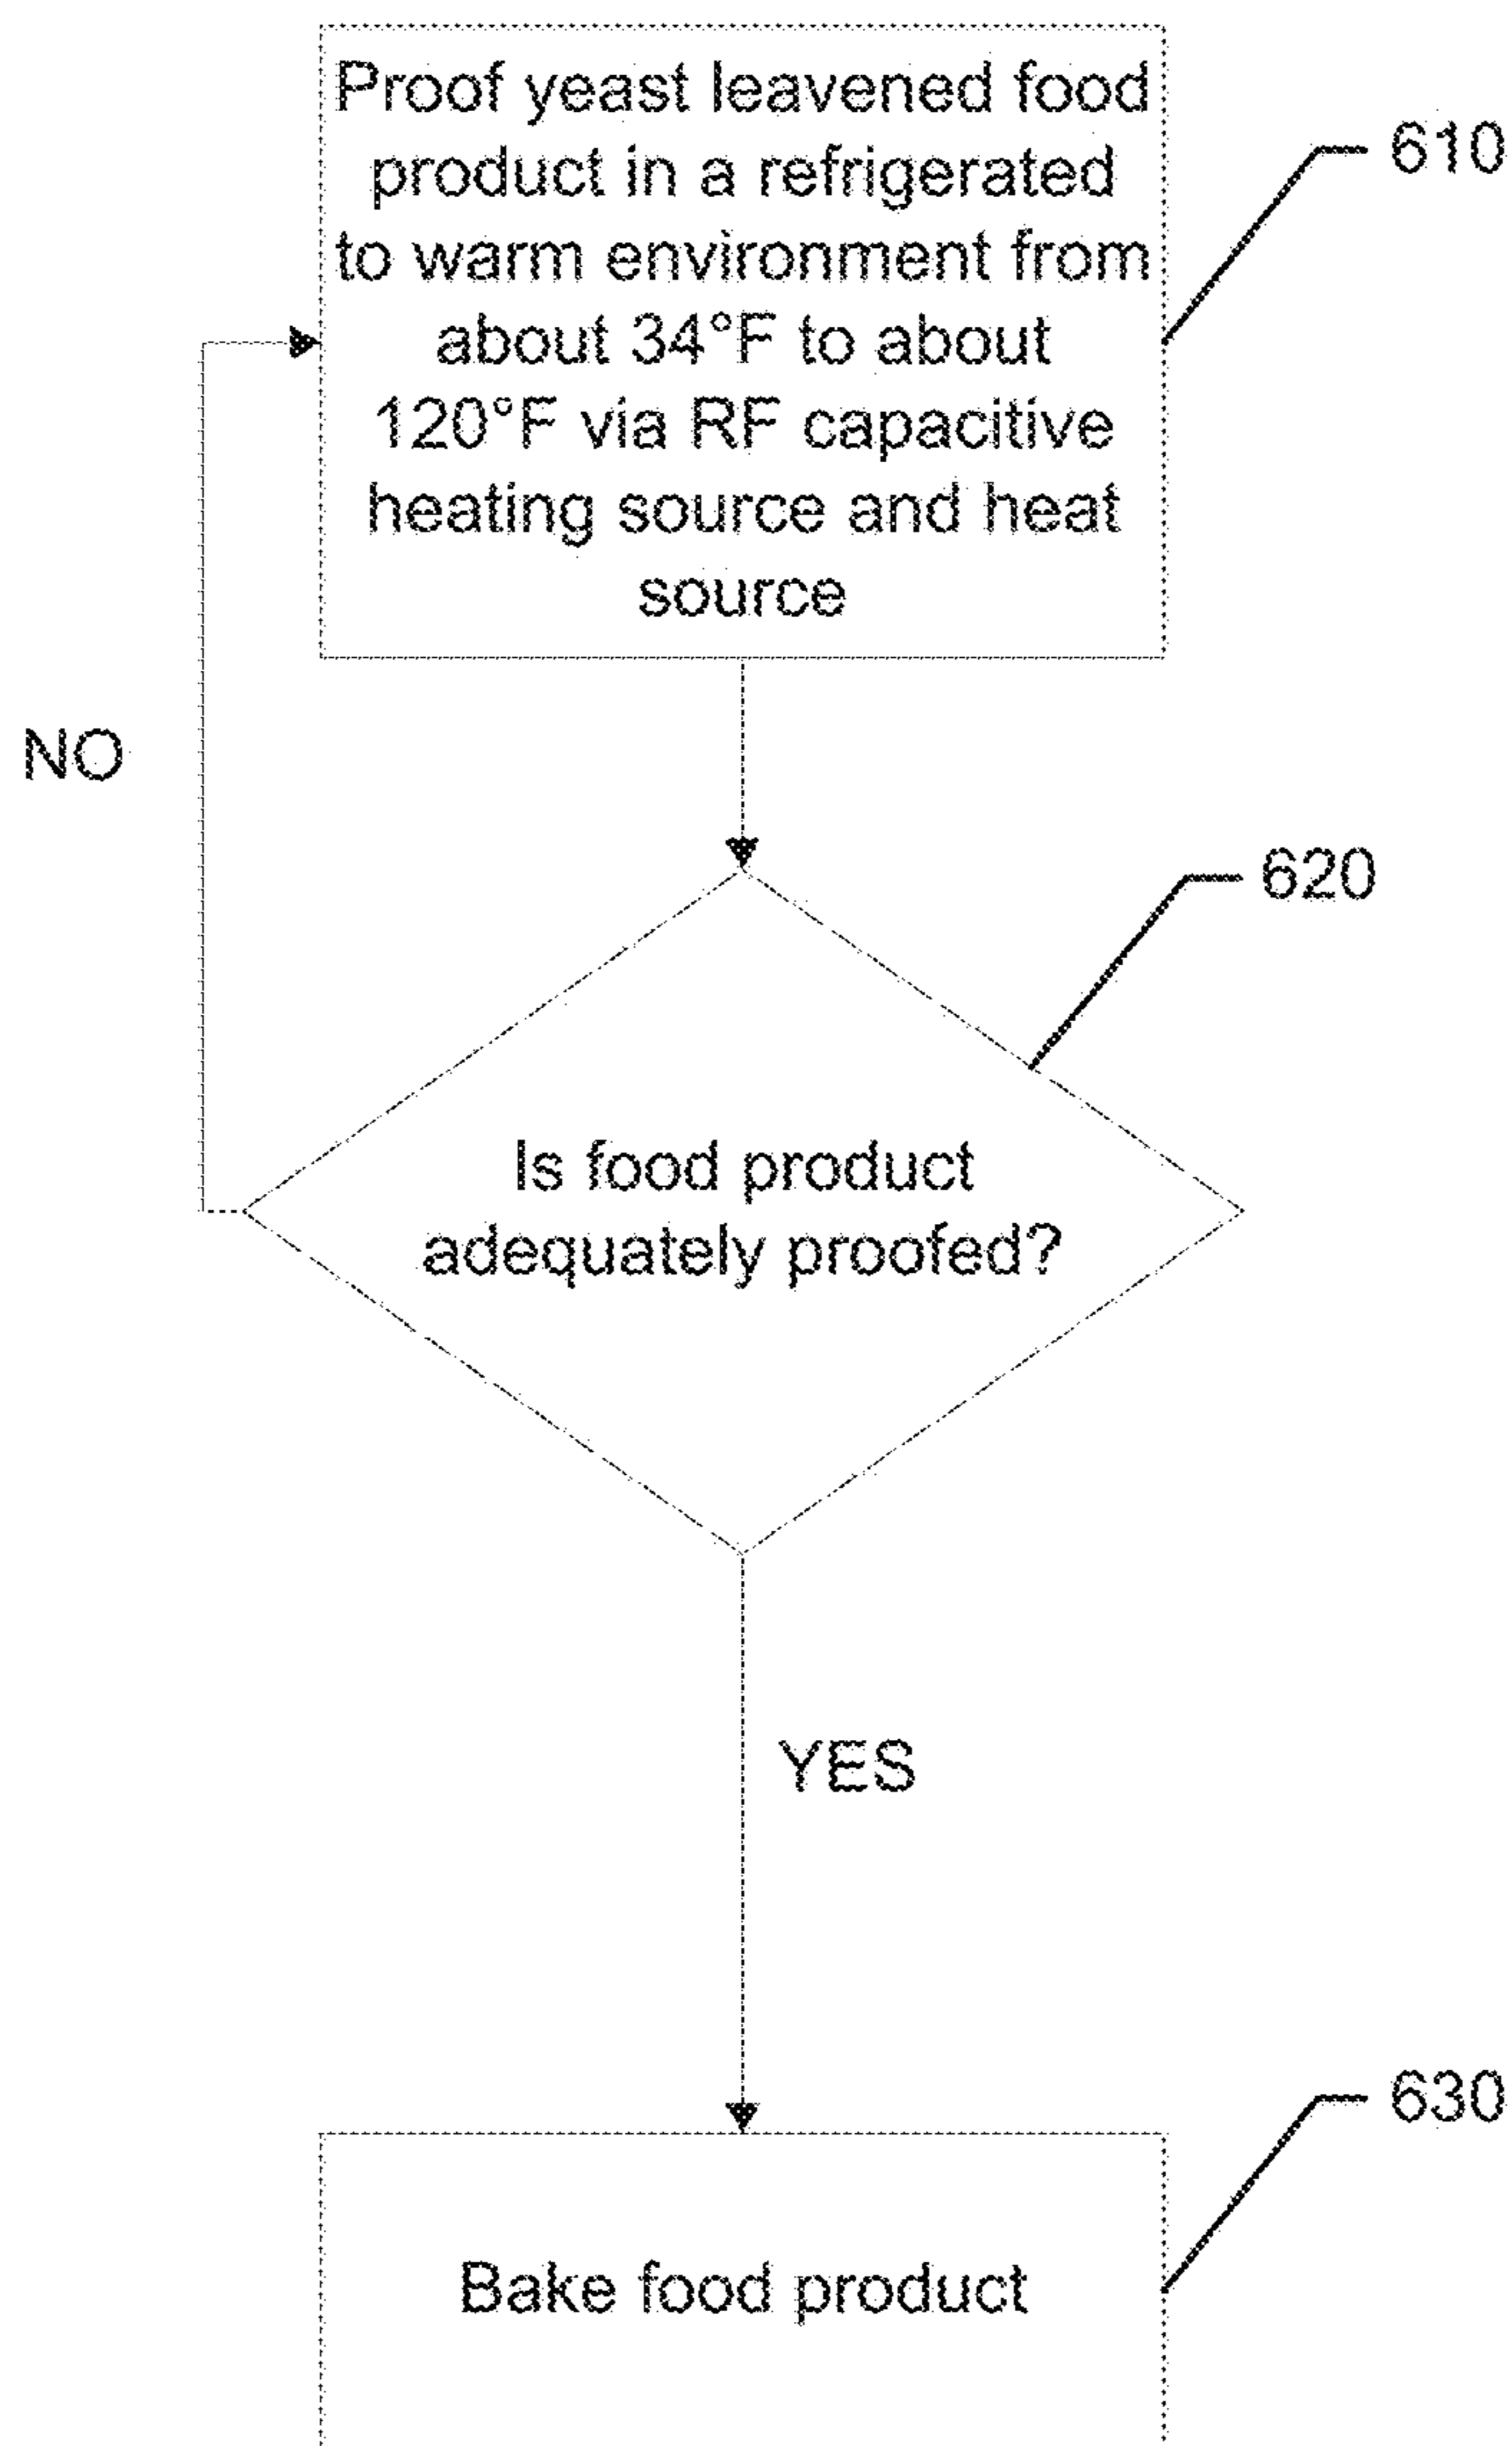 Proof yeast leavened food
product in a refrigerated
to warm environment from
about 34°F to about
120°F via RF capacitive
heating source and heat
source
610
NO
620
Is food product
adequately proofed?
YES
630
Bake food product